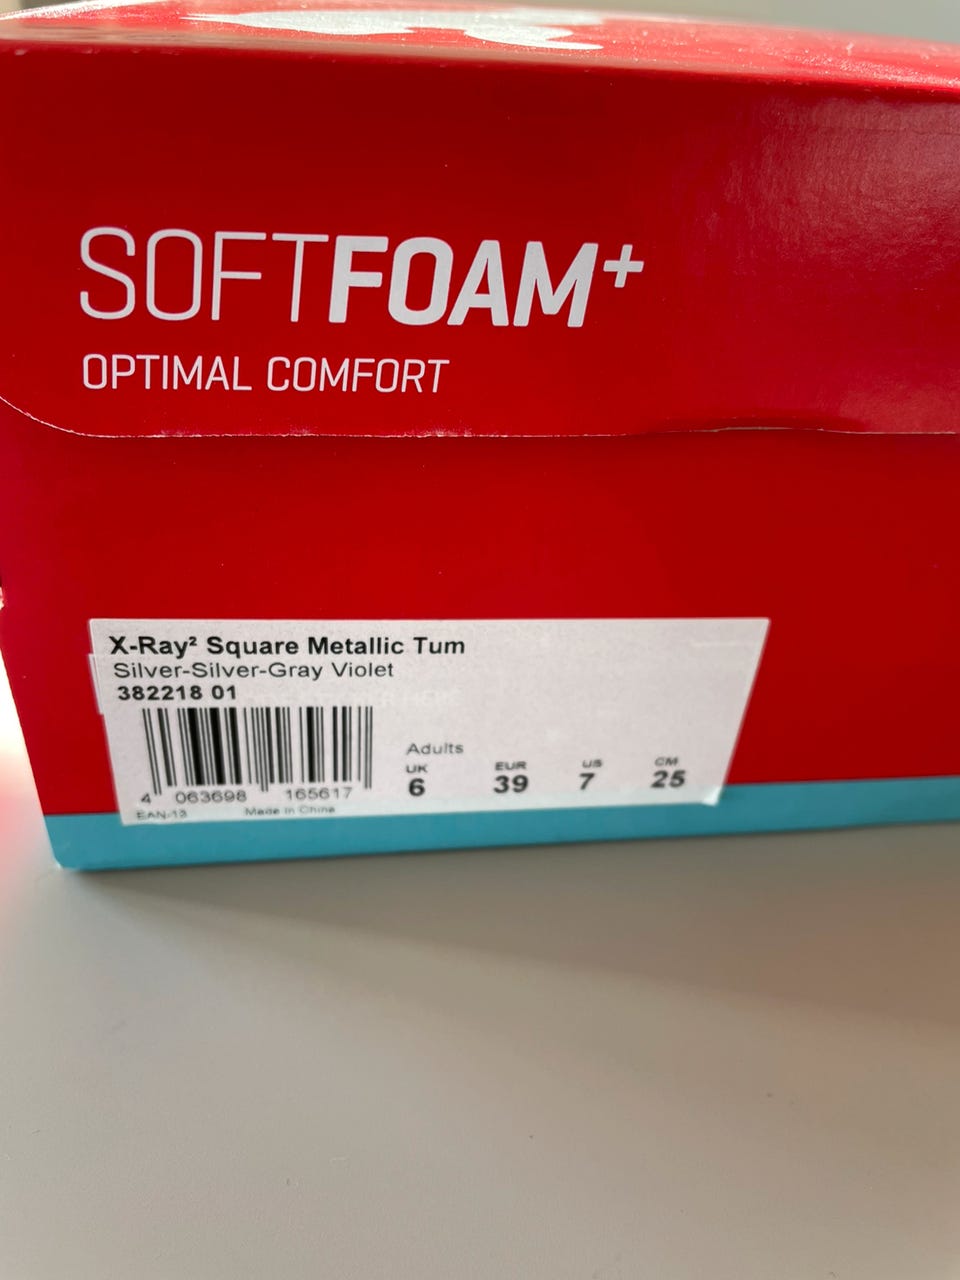 SOFTFOAM+
OPTIMAL COMFORT
X-Ray² Square Metallic Tum
Silver-Silver-Gray Violet
382218 01
Adults
UK EUR US CM
6 39 7 25
4 063698 165617
EAN-13 Made in China